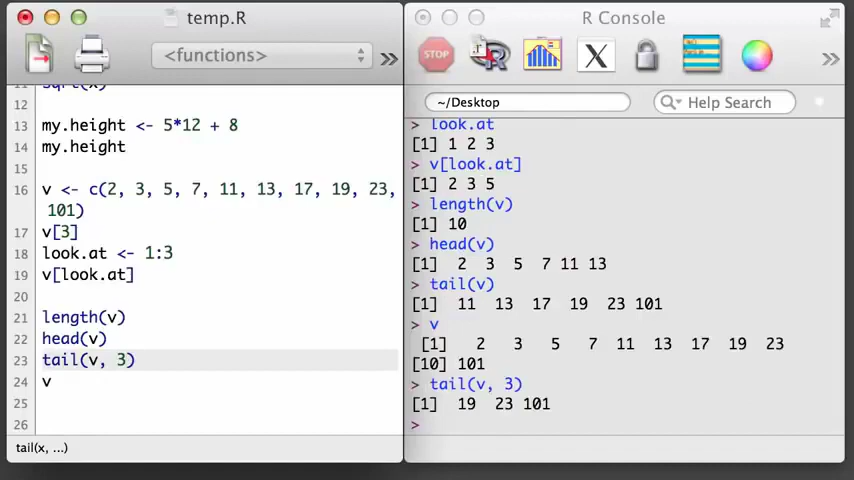 temp.R
<functions>
»
11 sqrt(x)
12
13 my.height <- 5*12 + 8
14 my.height
15
16 v <- c(2, 3, 5, 7, 11, 13, 17, 19, 23,
101)
17 v[3]
18 look.at <- 1:3
19 v[look.at]
20
21 length(v)
22 head(v)
23 tail(v, 3)
24 v
25
26
tail(x, ...)
R Console
STOP
R
X
»
~/Desktop
Help Search
> look.at
[1] 1 2 3
> v[look.at]
[1] 2 3 5
> length(v)
[1] 10
> head(v)
[1]  2  3  5  7 11 13
> tail(v)
[1]  11  13  17  19  23 101
> v
[1]   2   3   5   7  11  13  17  19  23
[10] 101
> tail(v, 3)
[1]  19  23 101
>